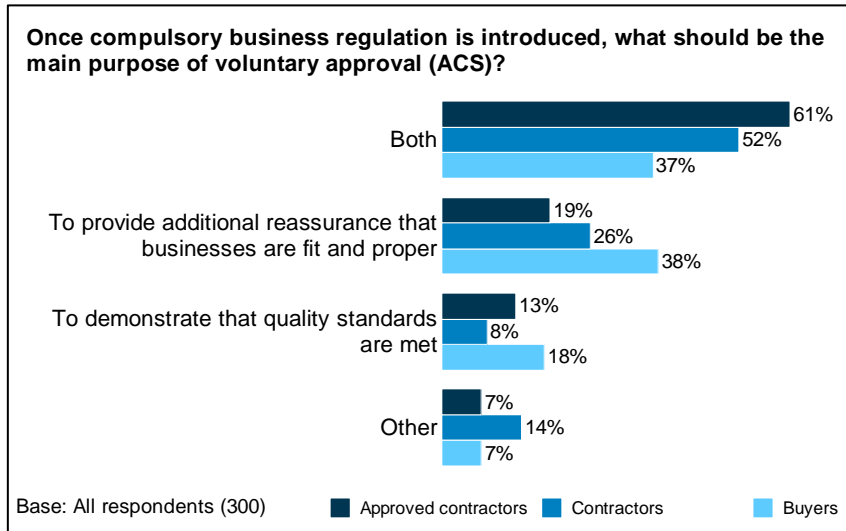 Once compulsory business regulation is introduced, what should be the
main purpose of voluntary approval (ACS)?
Both
61%
52%
37%
To provide additional reassurance that
businesses are fit and proper
19%
26%
38%
To demonstrate that quality standards
are met
13%
8%
18%
Other
7%
14%
7%
Base: All respondents (300)
Approved contractors
Contractors
Buyers